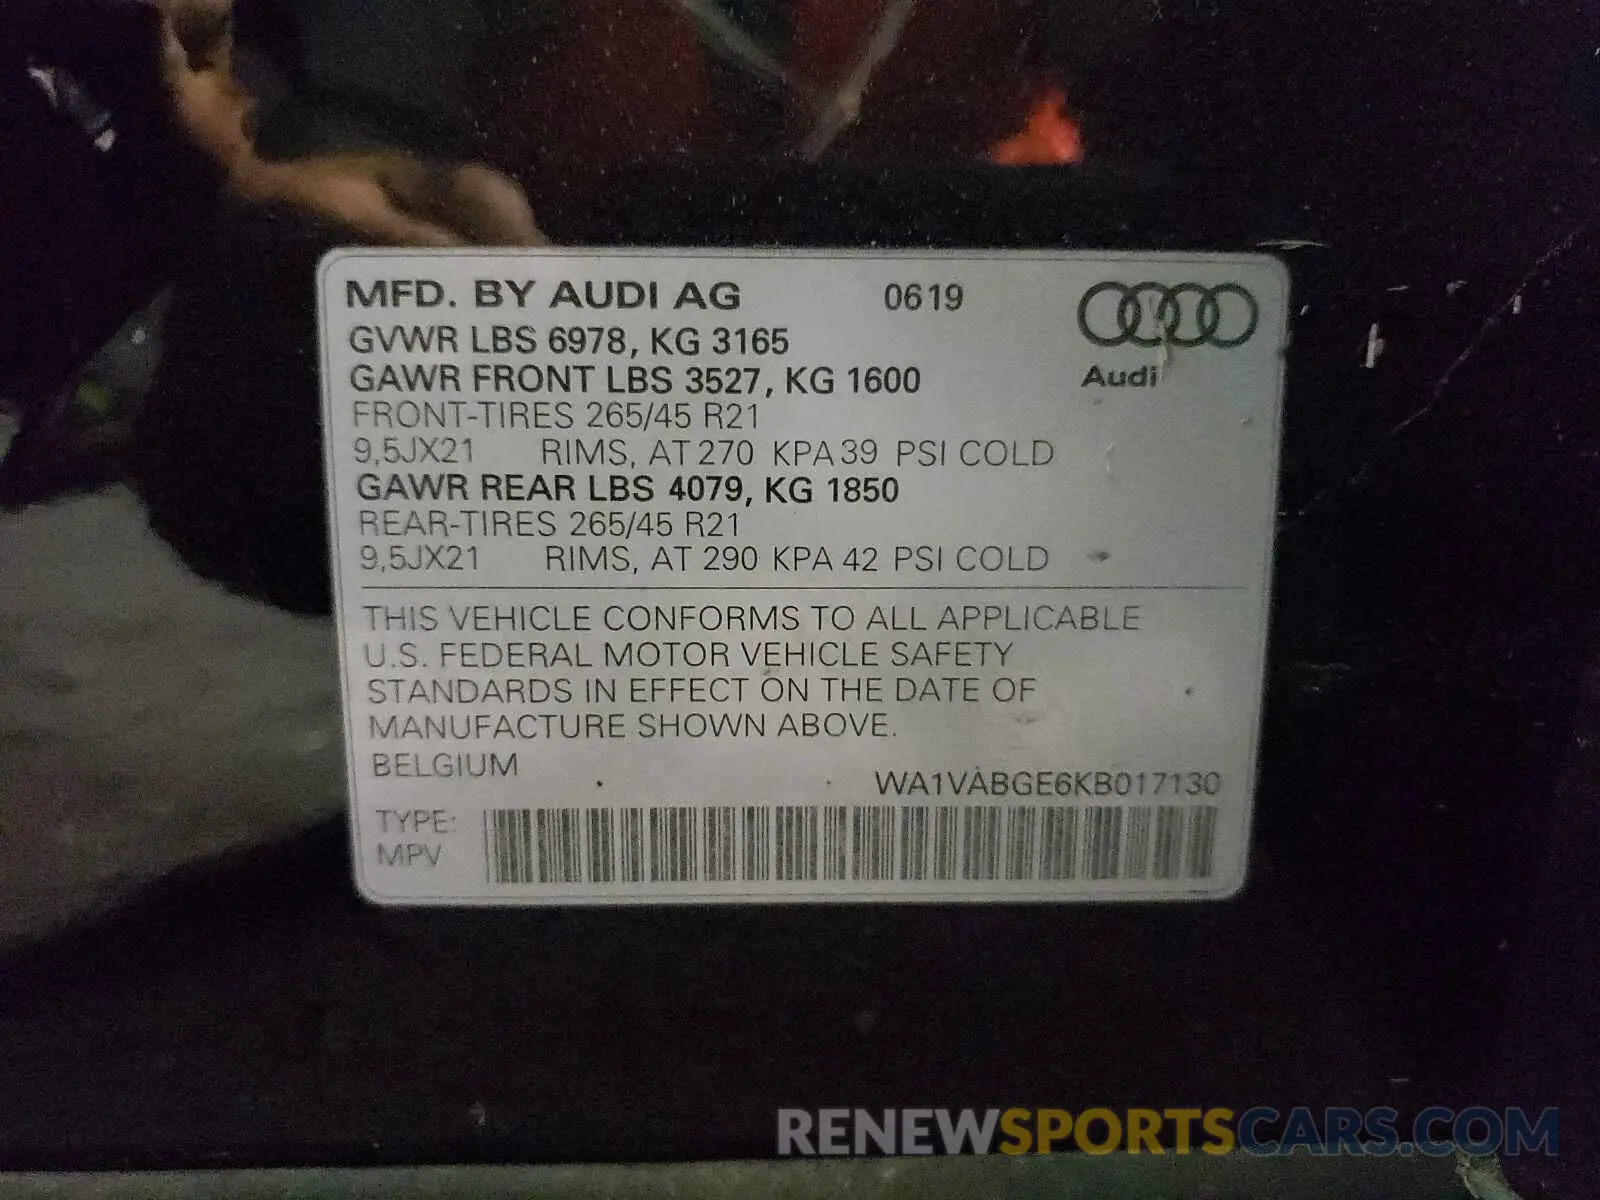 MFD. BY AUDI AG 0619
GVWR LBS 6978, KG 3165
GAWR FRONT LBS 3527, KG 1600
Audi
FRONT-TIRES 265/45 R21
9,5JX21 RIMS, AT 270 KPA 39 PSI COLD
GAWR REAR LBS 4079, KG 1850
REAR-TIRES 265/45 R21
9,5JX21 RIMS, AT 290 KPA 42 PSI COLD
THIS VEHICLE CONFORMS TO ALL APPLICABLE
U.S. FEDERAL MOTOR VEHICLE SAFETY
STANDARDS IN EFFECT ON THE DATE OF
MANUFACTURE SHOWN ABOVE.
BELGIUM
WA1VABGE6KB017130
TYPE:
MPV
RENEWSPORTSCARS.COM